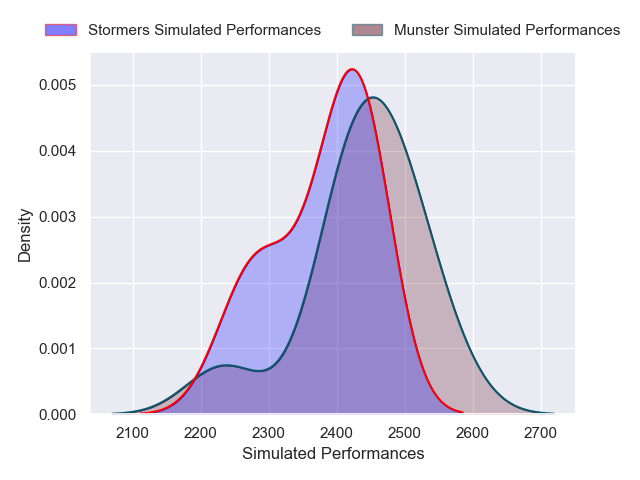 Stormers Simulated Performances Munster Simulated Performances
0.005
0.004
0.003
0.002
0.001
0.000
Density
2100 2200 2300 2400 2500 2600 2700
Simulated Performances